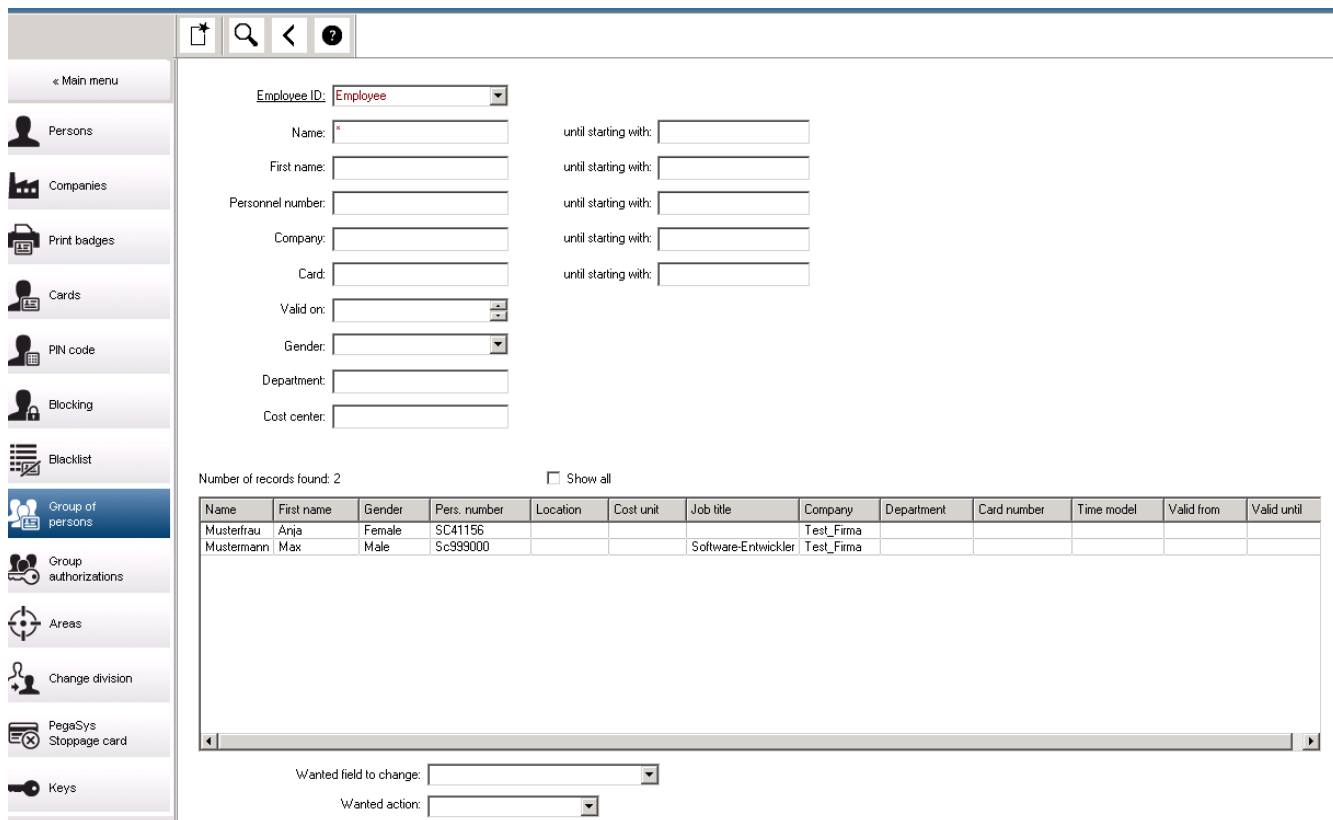 « Main menu
Persons
Companies
Print badges
Cards
PIN code
Blocking
Blacklist
Group of
persons
Group
authorizations
Areas
Change division
PegaSys
Stoppage card
Keys
?
Employee ID: Employee
Name: * until starting with:
First name: until starting with:
Personnel number: until starting with:
Company: until starting with:
Card: until starting with:
Valid on:
Gender:
Department:
Cost center:
Number of records found: 2 Show all
Name First name Gender Pers. number Location Cost unit Job title Company Department Card number Time model Valid from Valid until
Musterfrau Anja Female SC41156 Test_Firma
Mustermann Max Male Sc999000 Software-Entwickler Test_Firma
Wanted field to change:
Wanted action: